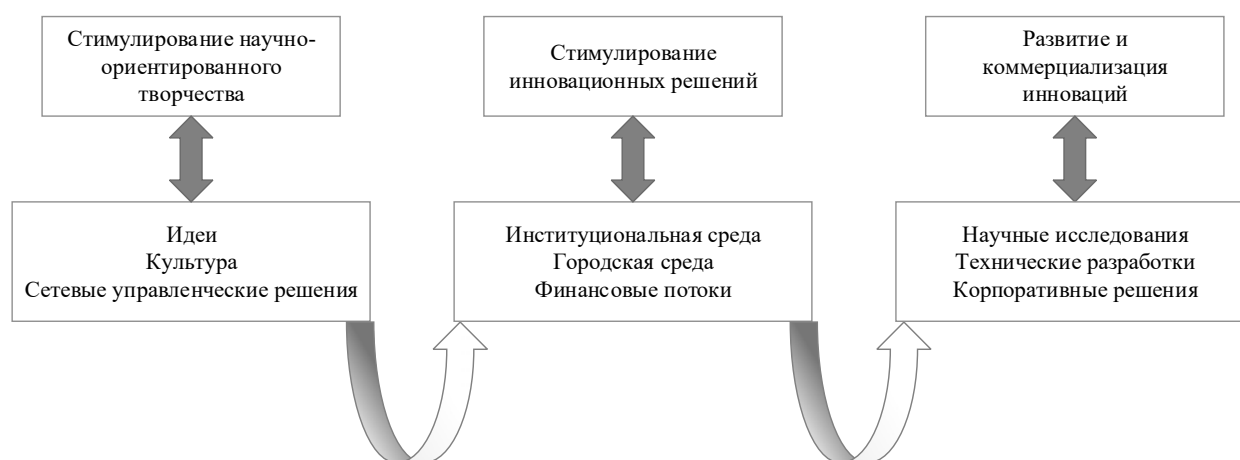 Стимулирование научно-
ориентированного
творчества
Стимулирование
инновационных решений
Развитие и
коммерциализация
инноваций
Идеи
Культура
Сетевые управленческие решения
Институциональная среда
Городская среда
Финансовые потоки
Научные исследования
Технические разработки
Корпоративные решения